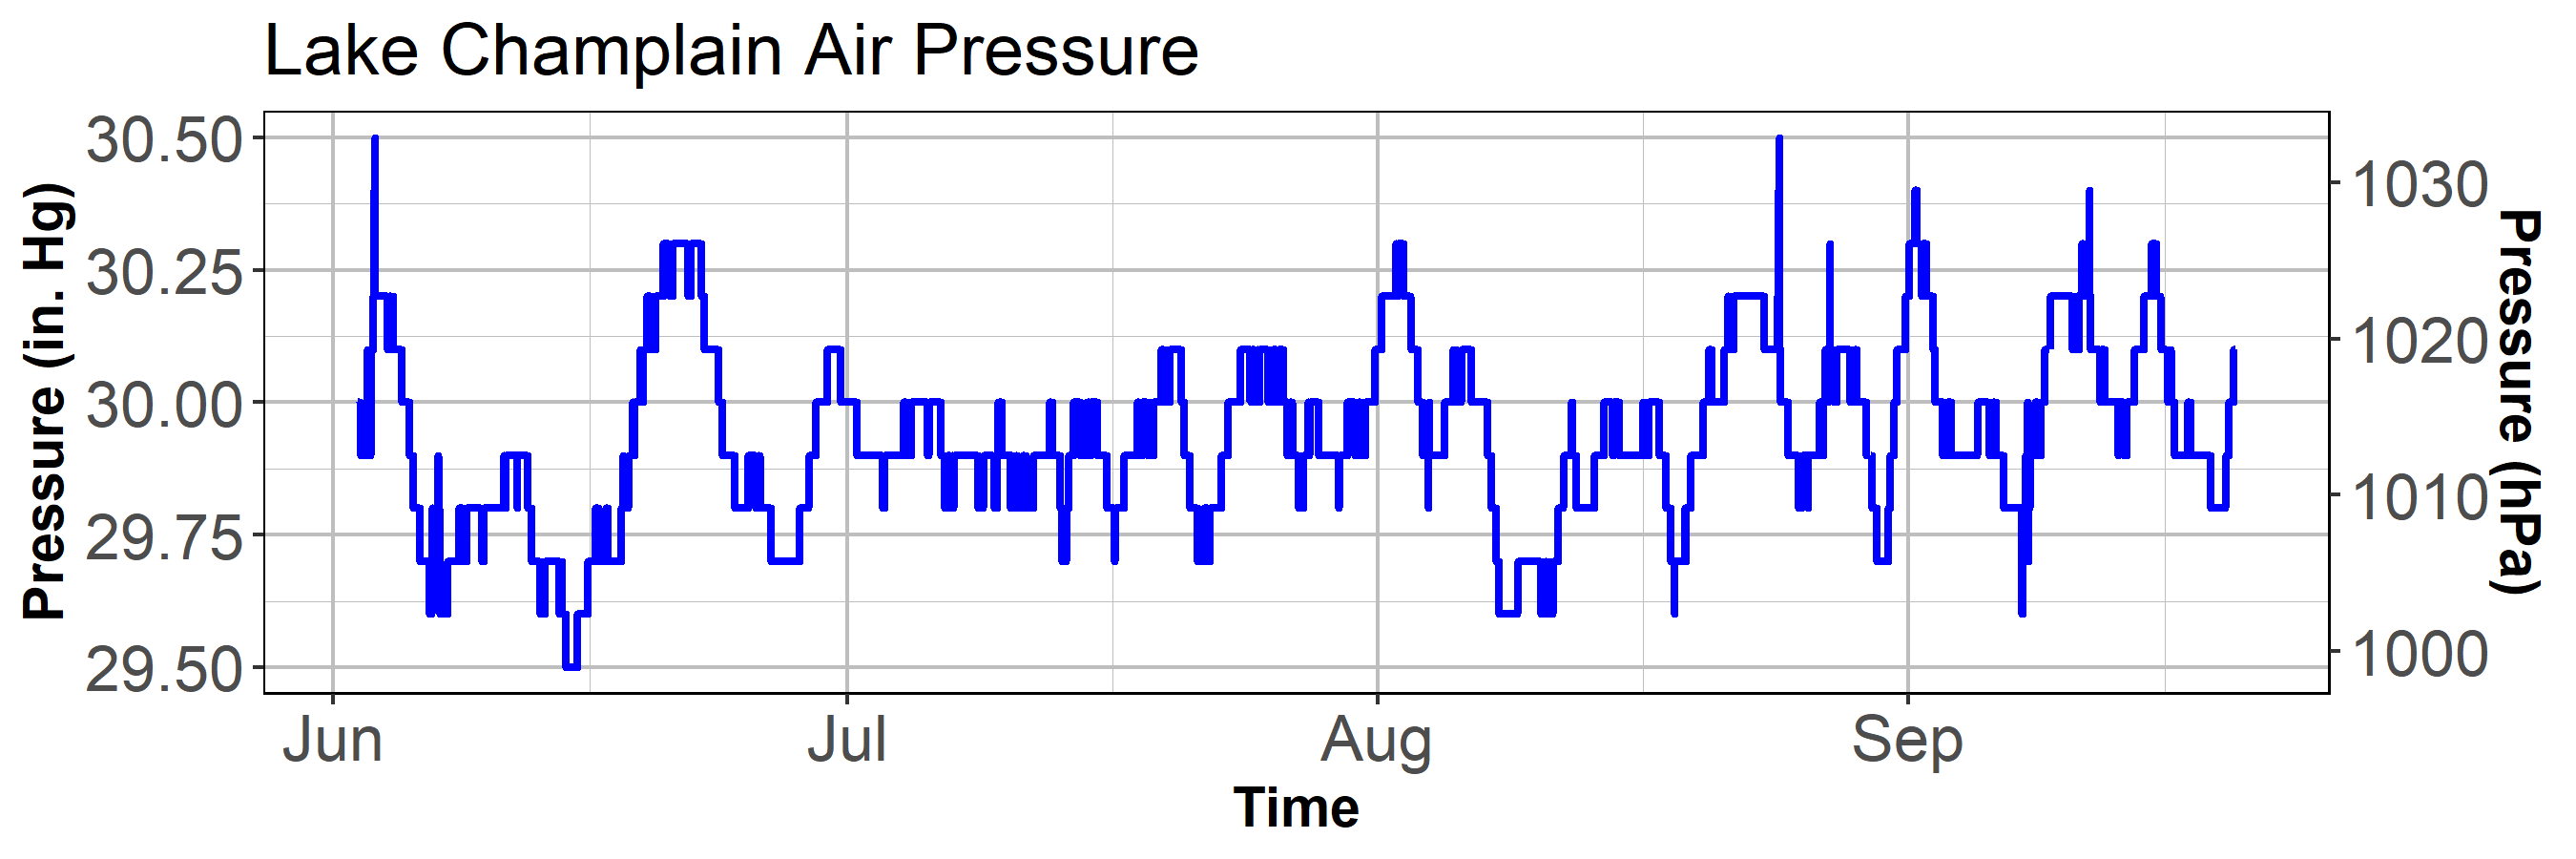 Lake Champlain Air Pressure
Pressure (in. Hg)
30.50
30.25
30.00
29.75
29.50
1030
1020
1010
1000
Pressure (hPa)
Jun
Jul
Aug
Sep
Time